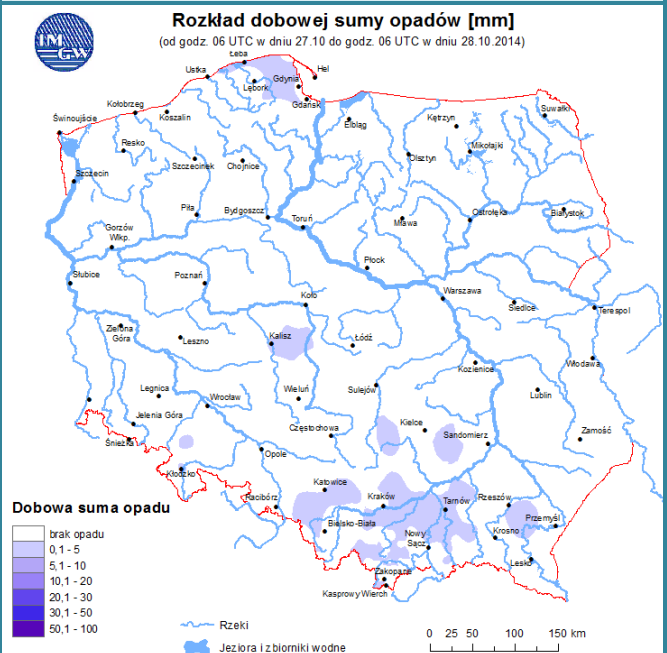 IM
GW
Rozkład dobowej sumy opadów [mm]
(od godz. 06 UTC w dniu 27.10 do godz. 06 UTC w dniu 28.10.2014)
Łeba
Ustka
Hel
Gdynia
Lębork
Gdańsk
Kołobrzeg
Koszalin
Świnoujście
Elbląg
Kętrzyn
Suwałki
Resko
Szczecinek
Chojnice
Olsztyn
Mikołajki
Szczecin
Piła
Bydgoszcz
Toruń
Mława
Ostrołęka
Białystok
Gorzów
Wlkp.
Płock
Słubice
Poznań
Koło
Warszawa
Siedlce
Terespol
Zielona
Góra
Leszno
Kalisz
Łódź
Kozienice
Włodawa
Legnica
Wrocław
Wieluń
Sulejów
Lublin
Jelenia Góra
Częstochowa
Kielce
Sandomierz
Zamość
Śnieżka
Opole
Kłodzko
Racibórz
Katowice
Kraków
Tarnów
Rzeszów
Przemyśl
Bielsko-Biała
Nowy
Sącz
Krosno
Lesko
Zakopane
Kasprowy Wierch
Dobowa suma opadu
brak opadu
0,1 - 5
5,1 - 10
10,1 - 20
20,1 - 30
30,1 - 50
50,1 - 100
Rzeki
Jeziora i zbiorniki wodne
0 25 50 100 150 km